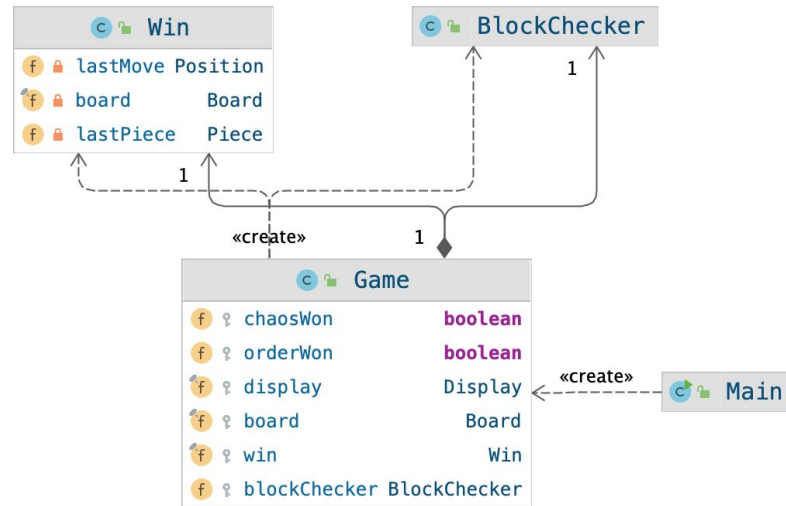 C Win
f lastMove Position
f board Board
f lastPiece Piece
C BlockChecker
1
1
«create»
1
C Game
f chaosWon boolean
f orderWon boolean
f display Display
f board Board
f win Win
f blockChecker BlockChecker
«create»
C Main